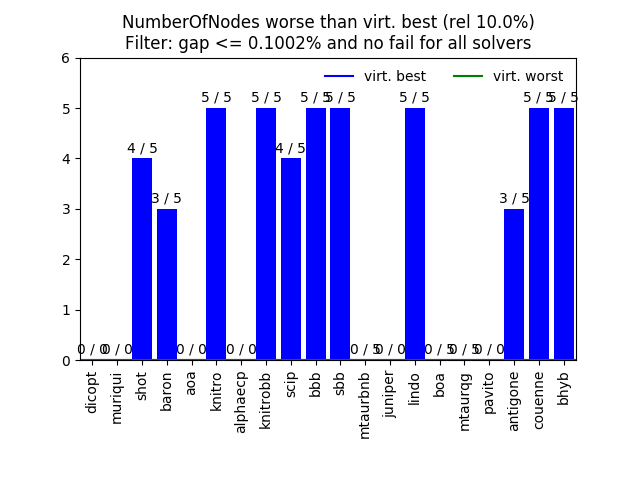 NumberOfNodes worse than virt. best (rel 10.0%)
Filter: gap <= 0.1002% and no fail for all solvers
virt. best
virt. worst
6
5
4
3
2
1
0
0 / 0
0 / 0
4 / 5
3 / 5
0 / 0
5 / 5
0 / 0
5 / 5
4 / 5
5 / 5
5 / 5
0 / 5
0 / 0
5 / 5
0 / 5
0 / 5
0 / 0
3 / 5
5 / 5
5 / 5
dicopt
muriqui
shot
baron
aoa
knitro
alphaecp
knitrobb
scip
bbb
sbb
mtaurbnb
juniper
lindo
boa
mtaurqg
pavito
antigone
couenne
bhyb